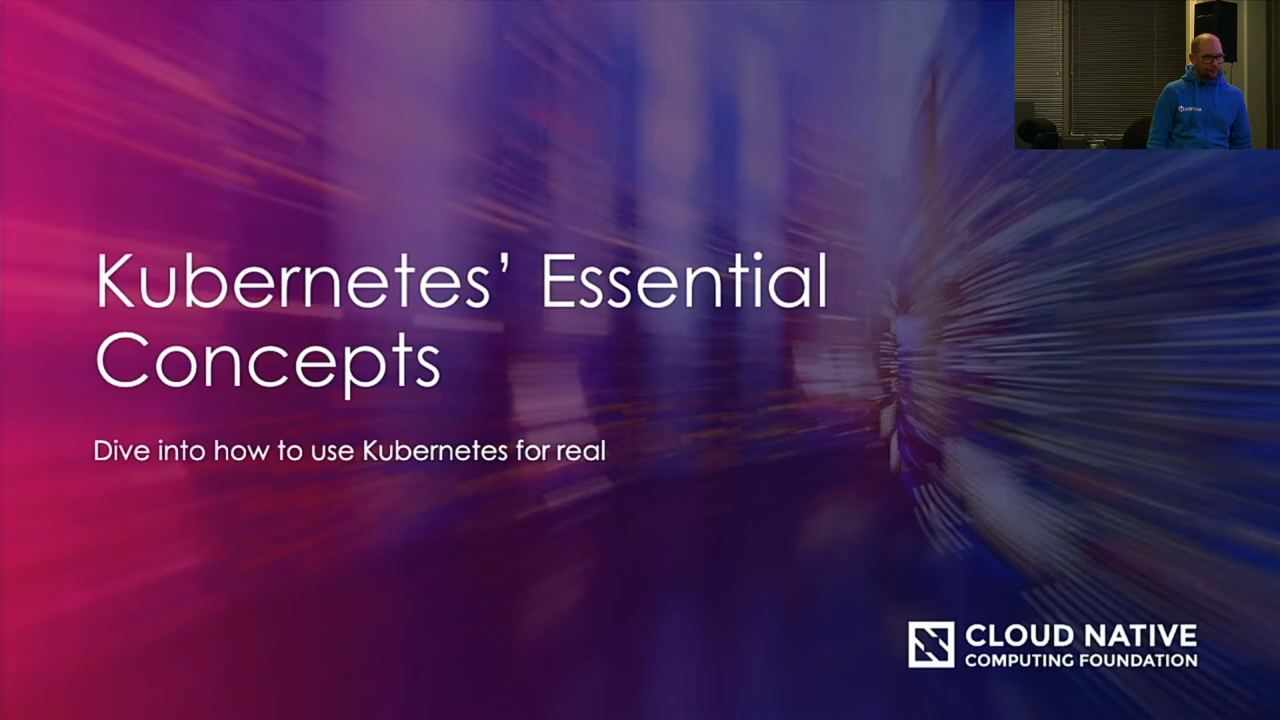 Kubernetes’ Essential
Concepts
Dive into how to use Kubernetes for real
CLOUD NATIVE
COMPUTING FOUNDATION